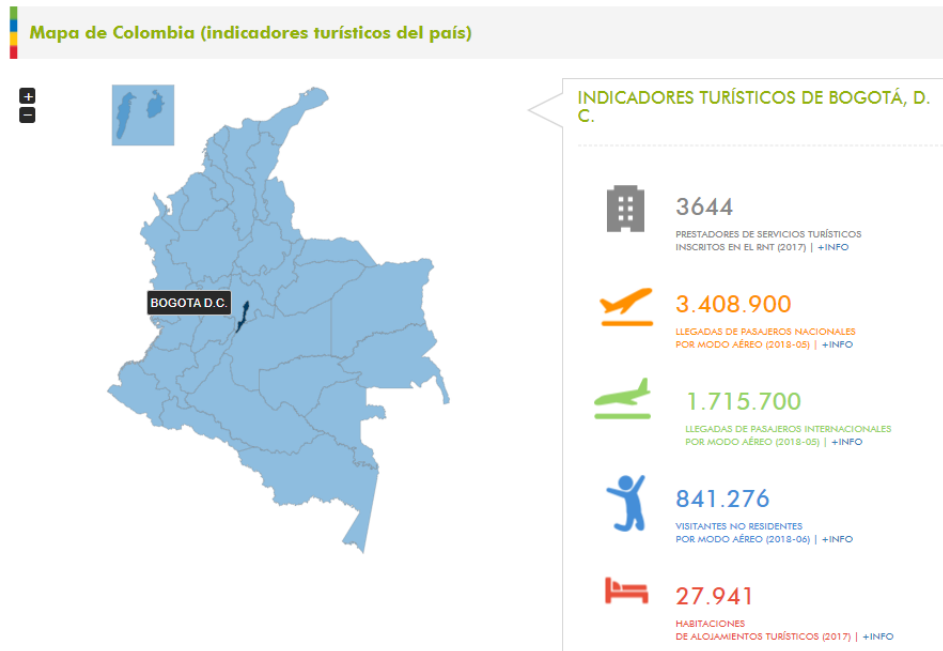 Mapa de Colombia (indicadores turísticos del país)
+
−
BOGOTA D.C.
INDICADORES TURÍSTICOS DE BOGOTÁ, D.
C.
3644
PRESTADORES DE SERVICIOS TURÍSTICOS
INSCRITOS EN EL RNT (2017) | +INFO
3.408.900
LLEGADAS DE PASAJEROS NACIONALES
POR MODO AÉREO (2018-05) | +INFO
1.715.700
LLEGADAS DE PASAJEROS INTERNACIONALES
POR MODO AÉREO (2018-05) | +INFO
841.276
VISITANTES NO RESIDENTES
POR MODO AÉREO (2018-06) | +INFO
27.941
HABITACIONES
DE ALOJAMIENTOS TURÍSTICOS (2017) | +INFO